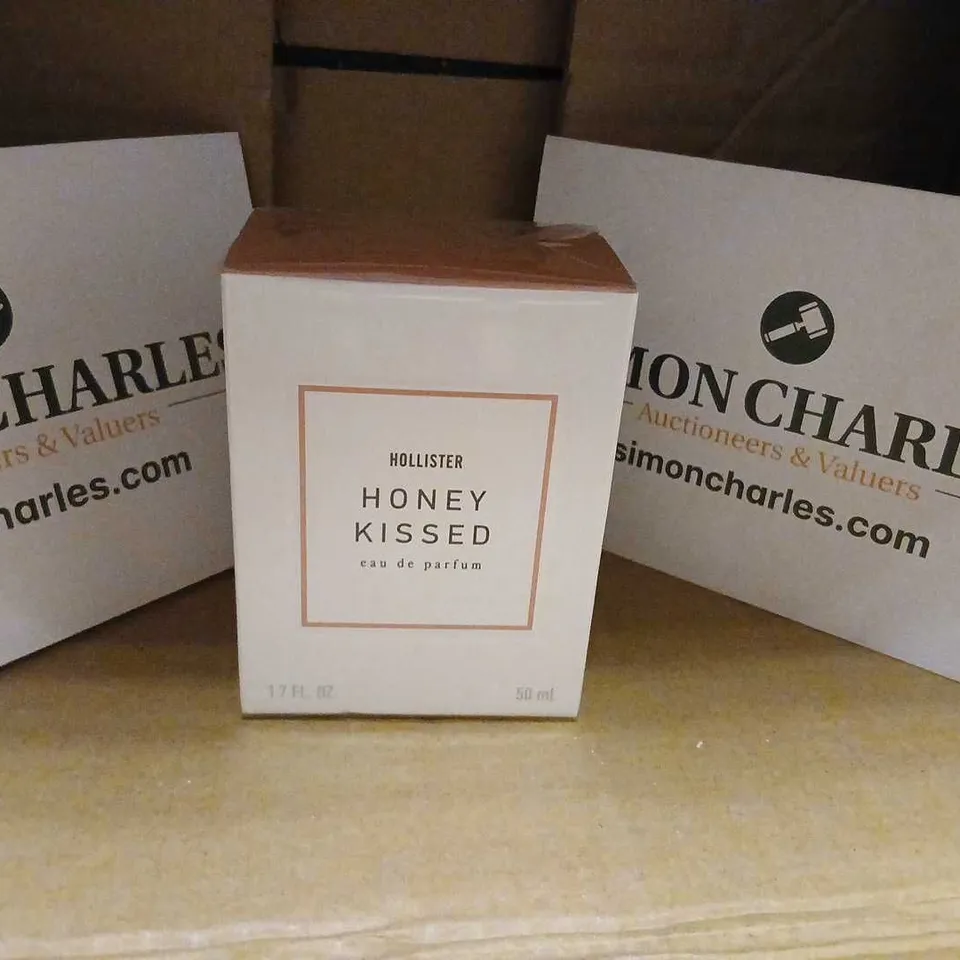 CHARLES
rs & Valuers
harles.com
HOLLISTER
HONEY
KISSED
eau de parfum
1.7 FL. OZ
50 ml
MON CHARL
Auctioneers & Valuers
simoncharles.com